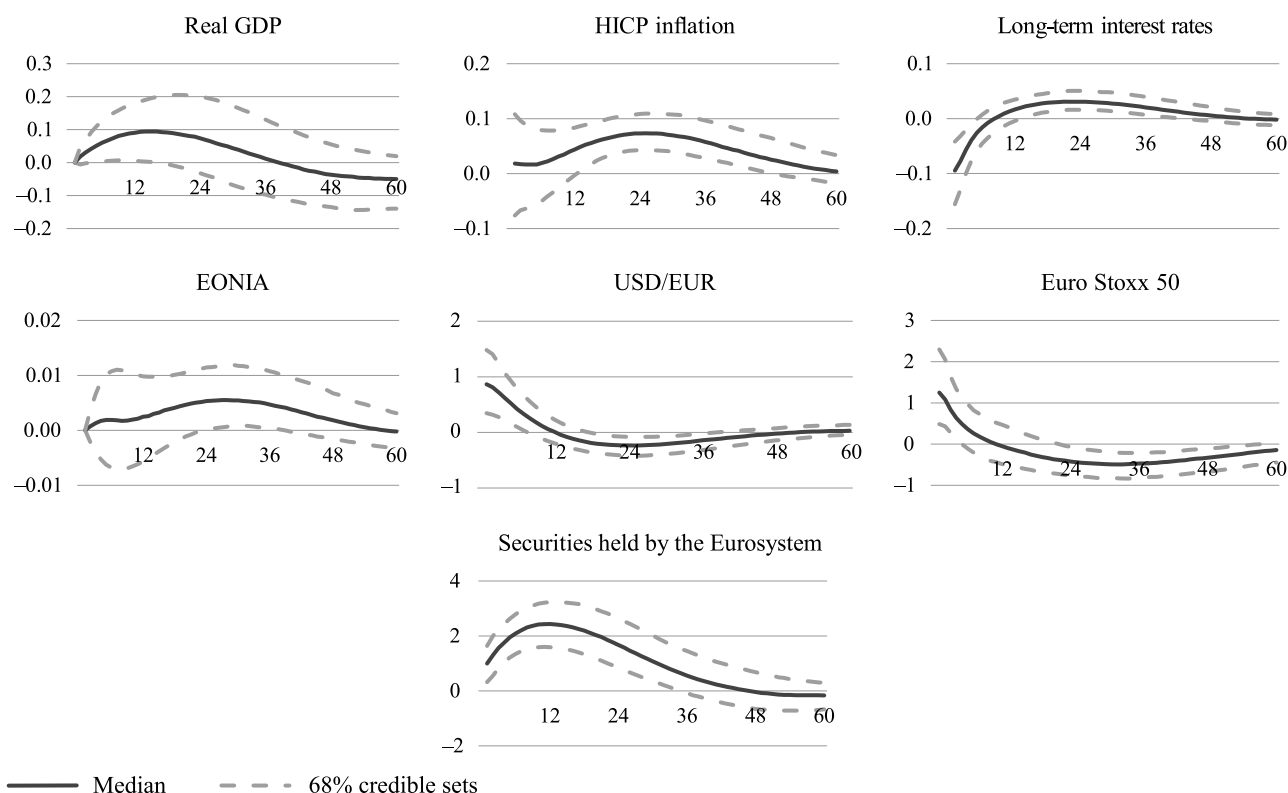 Real GDP
0.3
0.2
0.1
0.0
–0.1
–0.2
12 24 36 48 60
HICP inflation
0.2
0.1
0.0
–0.1
12 24 36 48 60
Long-term interest rates
0.1
0.0
–0.1
–0.2
12 24 36 48 60
EONIA
0.02
0.01
0.00
–0.01
12 24 36 48 60
USD/EUR
2
1
0
–1
12 24 36 48 60
Euro Stoxx 50
3
2
1
0
–1
12 24 36 48 60
Securities held by the Eurosystem
4
2
0
–2
12 24 36 48 60
Median 68% credible sets